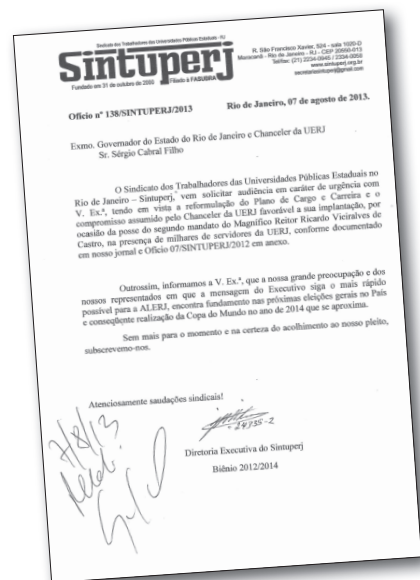 Sindicato dos Trabalhadores das Universidades Públicas Estaduais - RJ
Sintuperj
Fundado em 31 de outubro de 2000 Filiado à FASUBRA
R. São Francisco Xavier, 524 - sala 1020-D
Maracanã - Rio de Janeiro - RJ - CEP 20550-013
Tel/fax: (21) 2234-0945 / 2334-0058
www.sintuperj.org.br
secretariasintuperj@gmail.com
Ofício nº 138/SINTUPERJ/2013 Rio de Janeiro, 07 de agosto de 2013.
Exmo. Governador do Estado do Rio de Janeiro e Chanceler da UERJ
Sr. Sérgio Cabral Filho
O Sindicato dos Trabalhadores das Universidades Públicas Estaduais no
Rio de Janeiro – Sintuperj, vem solicitar audiência em caráter de urgência com
V. Ex.ª, tendo em vista a reformulação do Plano de Cargo e Carreira e o
compromisso assumido pelo Chanceler da UERJ favorável a sua implantação, por
ocasião da posse do segundo mandato do Magnífico Reitor Ricardo Vieiralves de
Castro, na presença de milhares de servidores da UERJ, conforme documentado
em nosso jornal e Ofício 07/SINTUPERJ/2012 em anexo.
Outrossim, informamos a V. Ex.ª, que a nossa grande preocupação e dos
nossos representados em que a mensagem do Executivo siga o mais rápido
possível para a ALERJ, encontra fundamento nas próximas eleições gerais no País
e conseqüente realização da Copa do Mundo no ano de 2014 que se aproxima.
Sem mais para o momento e na certeza do acolhimento ao nosso pleito,
subscrevemo-nos.
Atenciosamente saudações sindicais!
7/8/13
24735-2
Diretoria Executiva do Sintuperj
Biênio 2012/2014